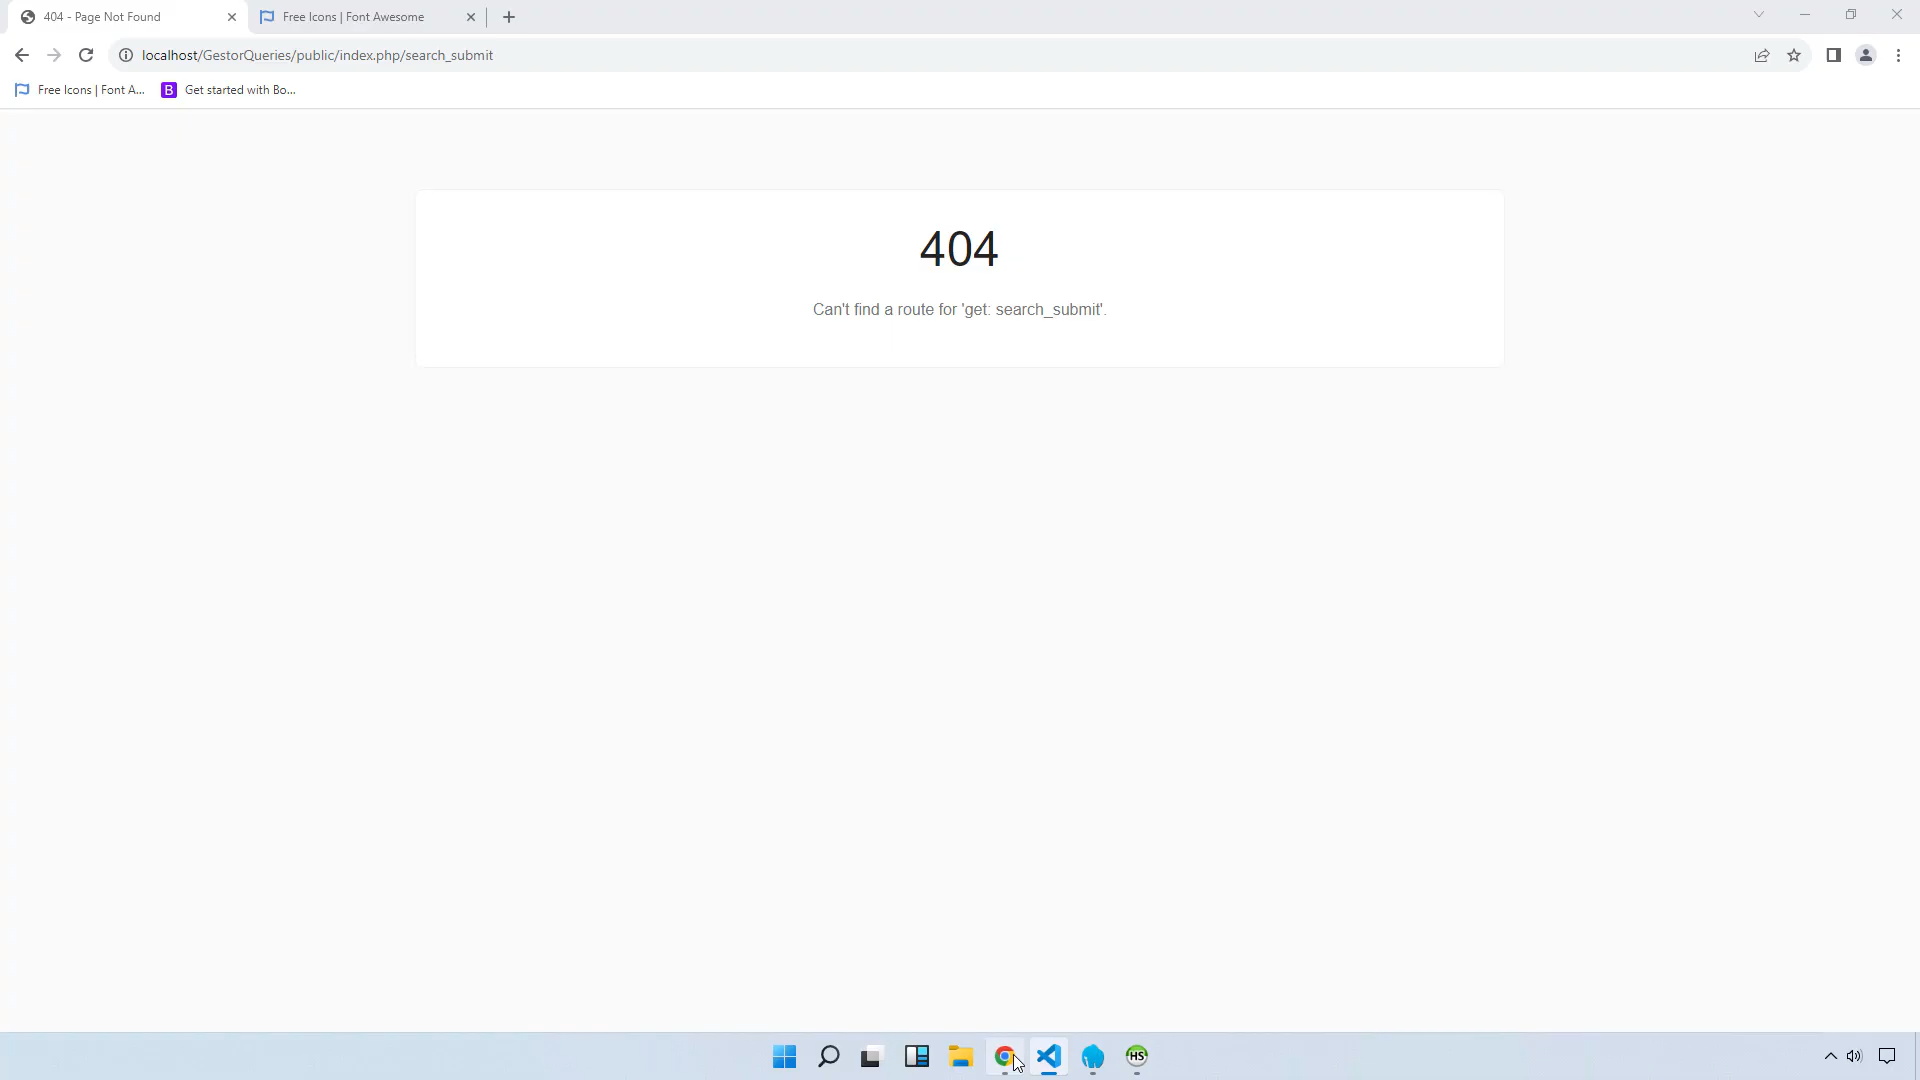 404 - Page Not Found
Free Icons | Font Awesome
localhost/GestorQueries/public/index.php/search_submit
Free Icons | Font A...
B
Get started with Bo...
404
Can't find a route for 'get: search_submit'.
HS